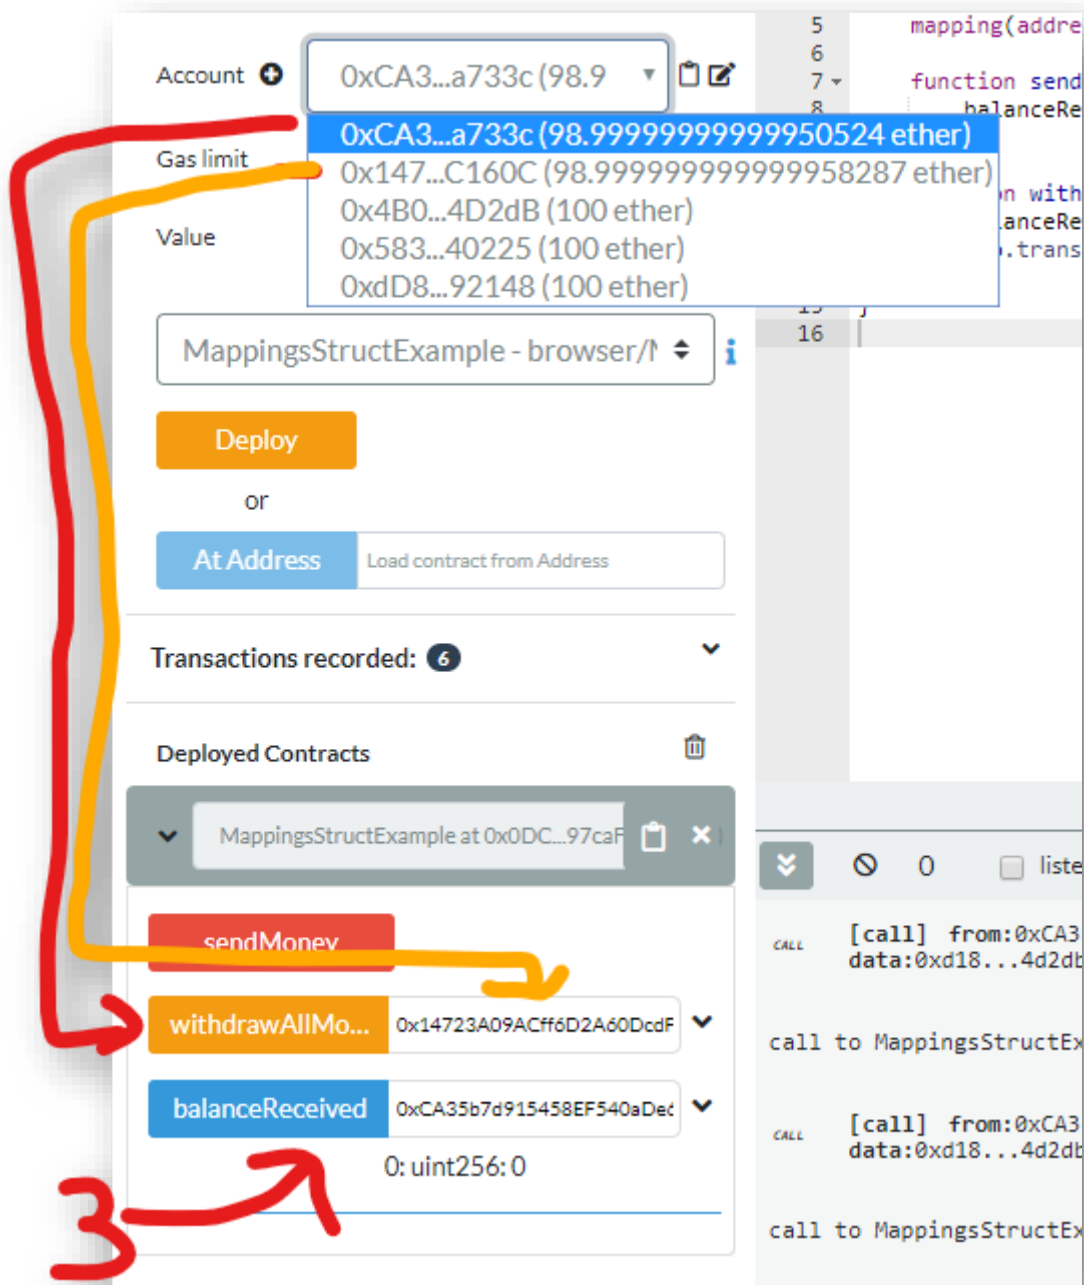 5 mapping(addre
Account 0xCA3...a733c (98.9
6
7 function send
8 balanceRe
0xCA3...a733c (98.99999999999950524 ether)
Gas limit
0x147...C160C (98.999999999999958287 ether)
n with
0x4B0...4D2dB (100 ether)
anceRe
Value
0x583...40225 (100 ether)
.trans
0xdD8...92148 (100 ether)
15 }
16
MappingsStructExample - browser/M
Deploy
or
At Address Load contract from Address
Transactions recorded: 6
Deployed Contracts
MappingsStructExample at 0x0DC...97caF
0 liste
sendMoney
CALL [call] from:0xCA3
data:0xd18...4d2db
withdrawAllMo... 0x14723A09ACff6D2A60DcdF
call to MappingsStructEx
balanceReceived 0xCA35b7d915458EF540aDe6
CALL [call] from:0xCA3
data:0xd18...4d2db
0: uint256: 0
3
call to MappingsStructEx